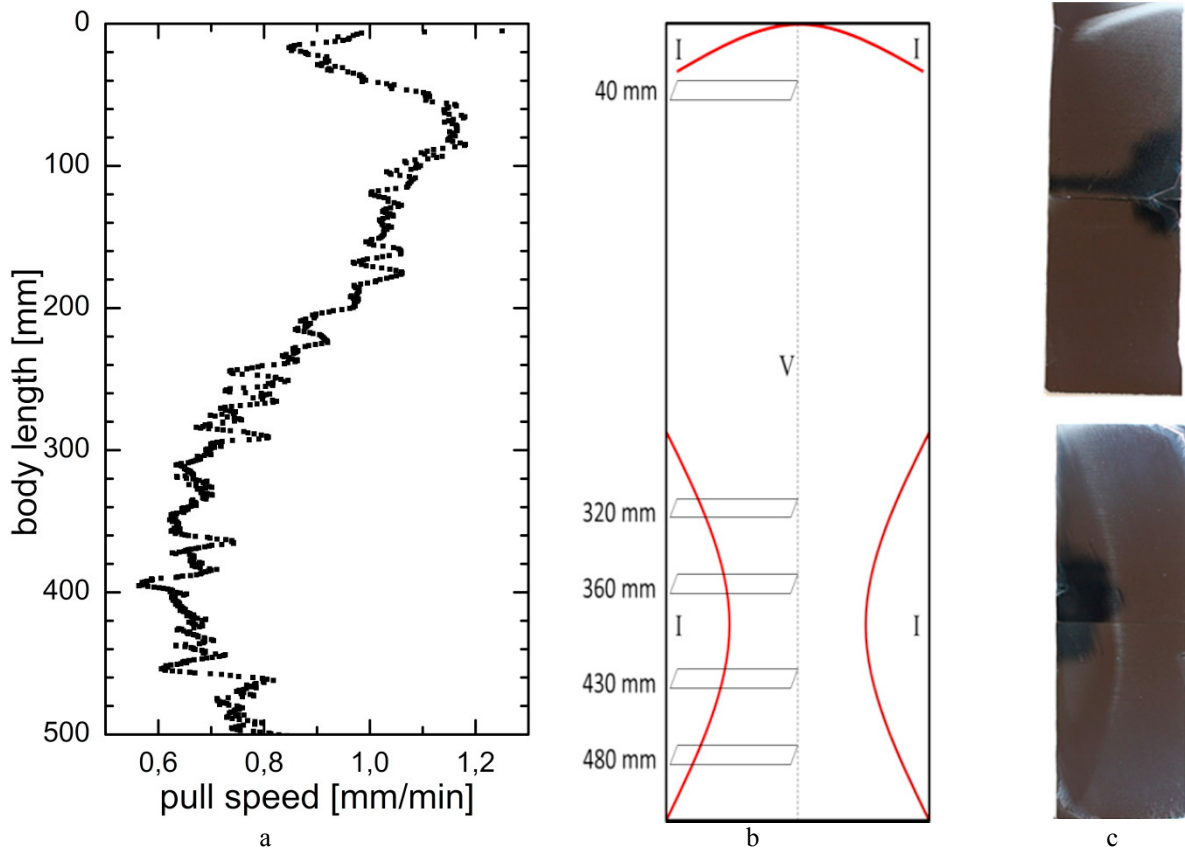 0
100
200
300
400
500
body length [mm]
0,6 0,8 1,0 1,2
pull speed [mm/min]
a
I I
40 mm
V
320 mm
360 mm
I I
430 mm
480 mm
b
c